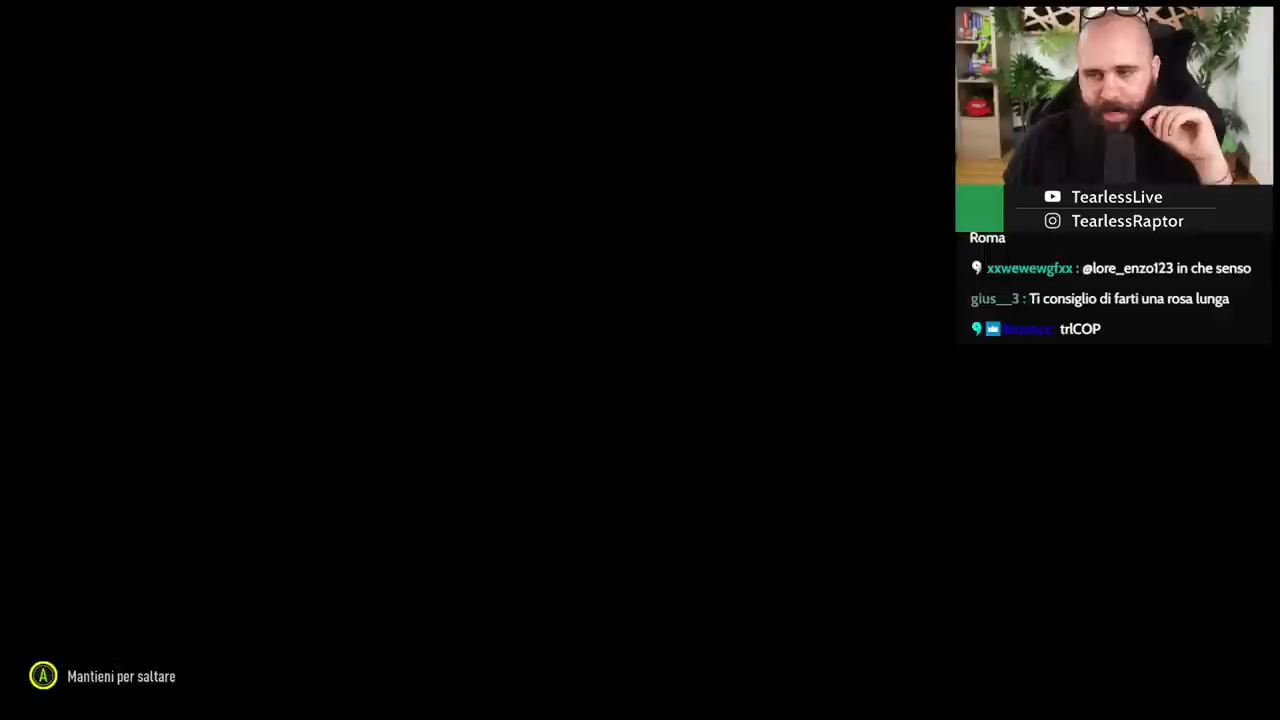 TearlessLive
TearlessRaptor
Roma
xxwewewgfxx : @lore_enzo123 in che senso
gius__3 : Ti consiglio di farti una rosa lunga
trlCOP
A Mantieni per saltare